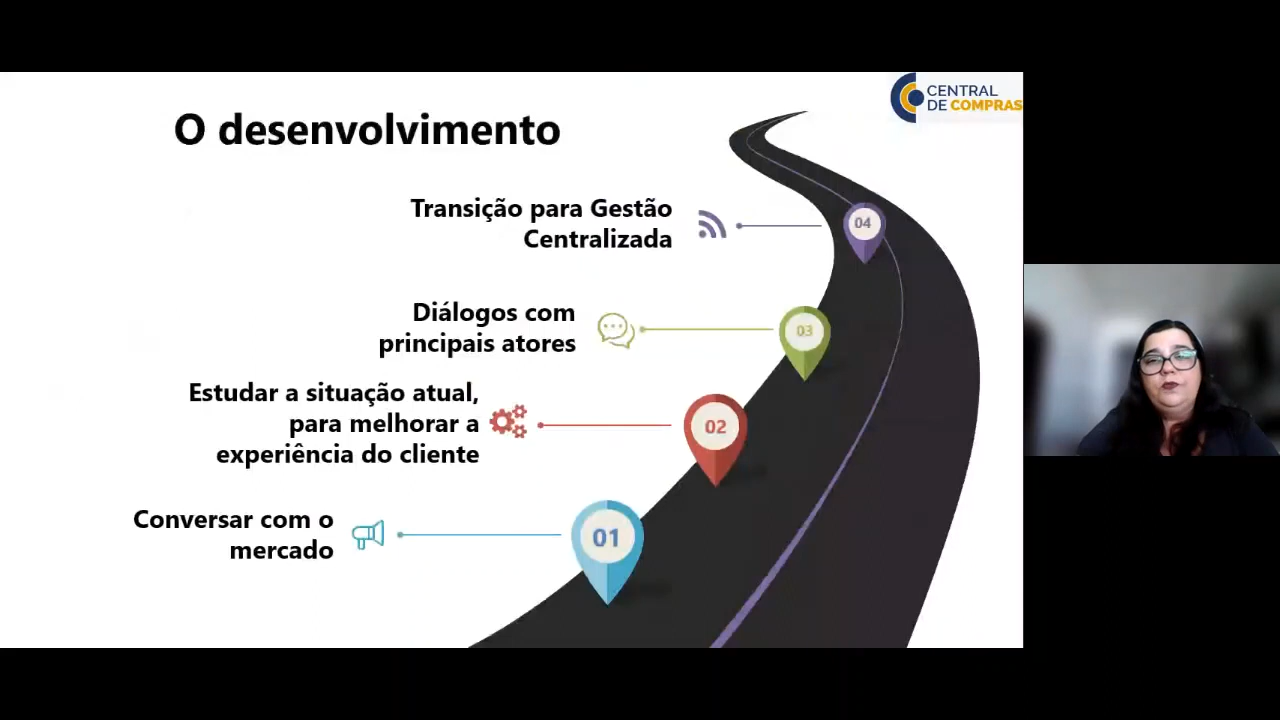 CENTRAL
DE COMPRAS
O desenvolvimento
Transição para Gestão
Centralizada
04
Diálogos com
principais atores
03
Estudar a situação atual,
para melhorar a
experiência do cliente
02
Conversar com o
mercado
01